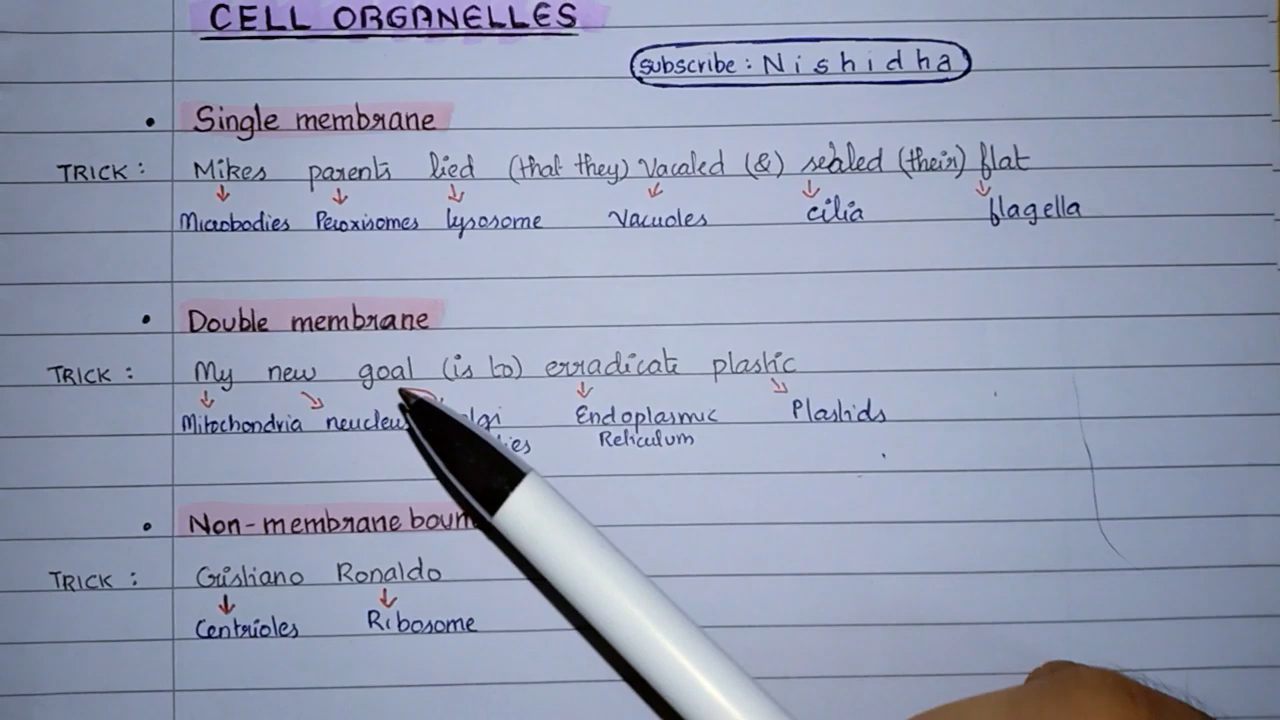 CELL ORGANELLES
subscribe: Nishidha
• Single membrane
TRICK: Mikes parents lied (that they) Vacaled (&) sealed (their) flat
Microbodies Peroxisomes lysosome Vacuoles cilia flagella
• Double membrane
TRICK: My new goal (is to) erradicate plastic
Mitochondria neucleus Endoplasmic Plastids
Reticulum
• Non-membrane
TRICK: Cristiano Ronaldo
Centrioles Ribosome